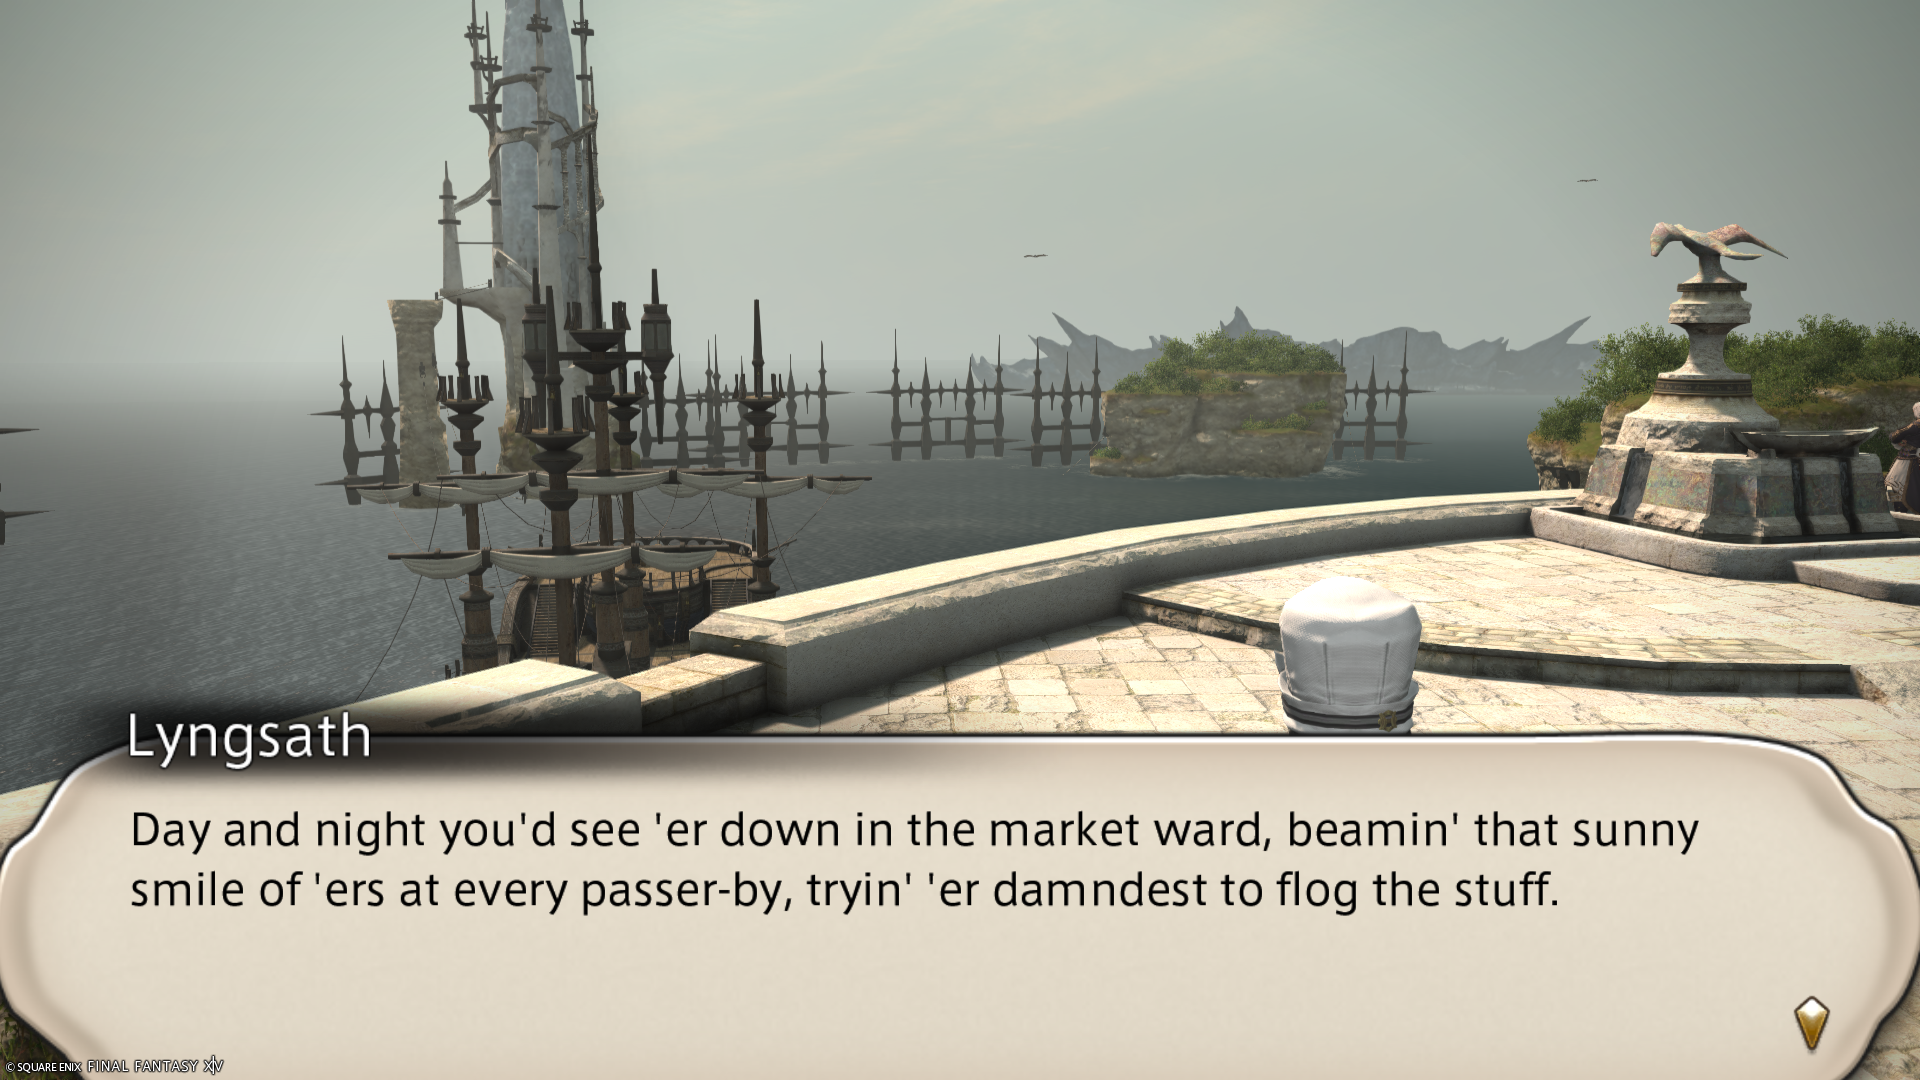 Lyngsath
Day and night you'd see 'er down in the market ward, beamin' that sunny
smile of 'ers at every passer-by, tryin' 'er damndest to flog the stuff.
© SQUARE ENIX FINAL FANTASY XIV